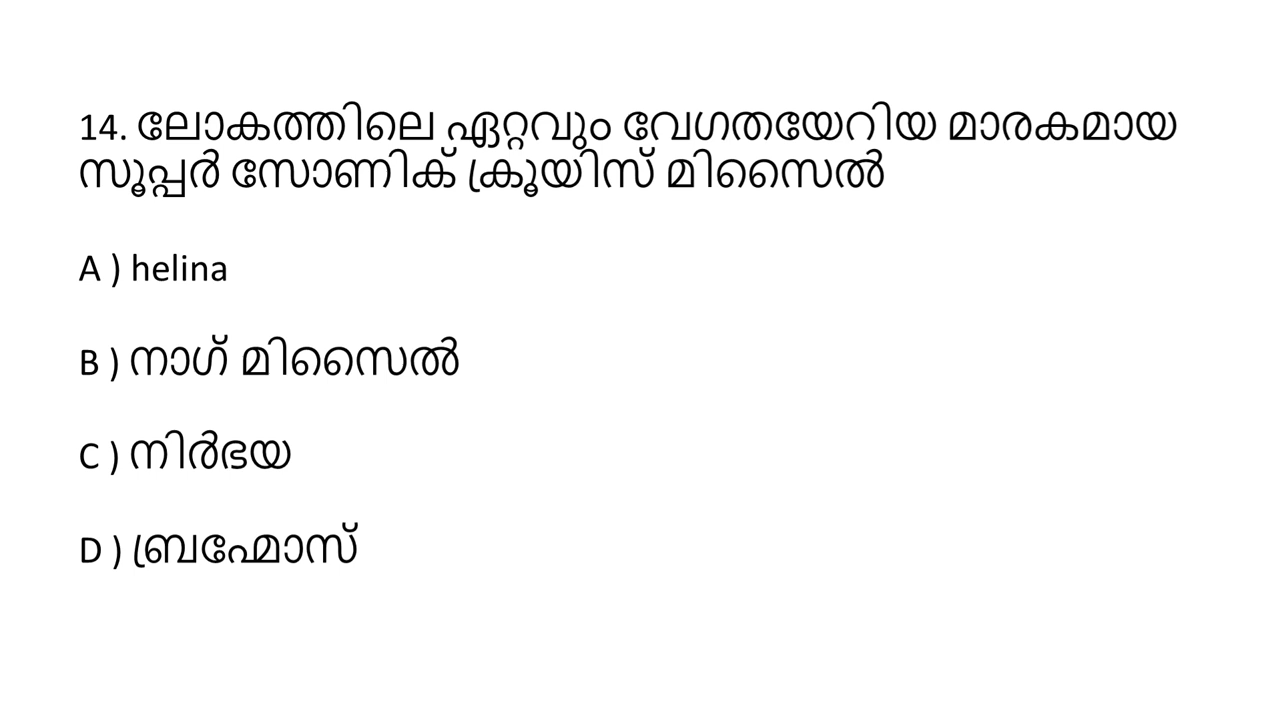 14. ലോകത്തിലെ ഏറ്റവും വേഗതയേറിയ മാരകമായ
സൂപ്പർ സോണിക് ക്രൂയിസ് മിസൈൽ
A ) helina
B ) നാഗ് മിസൈൽ
C ) നിർഭയ
D ) ബ്രഹ്മോസ്